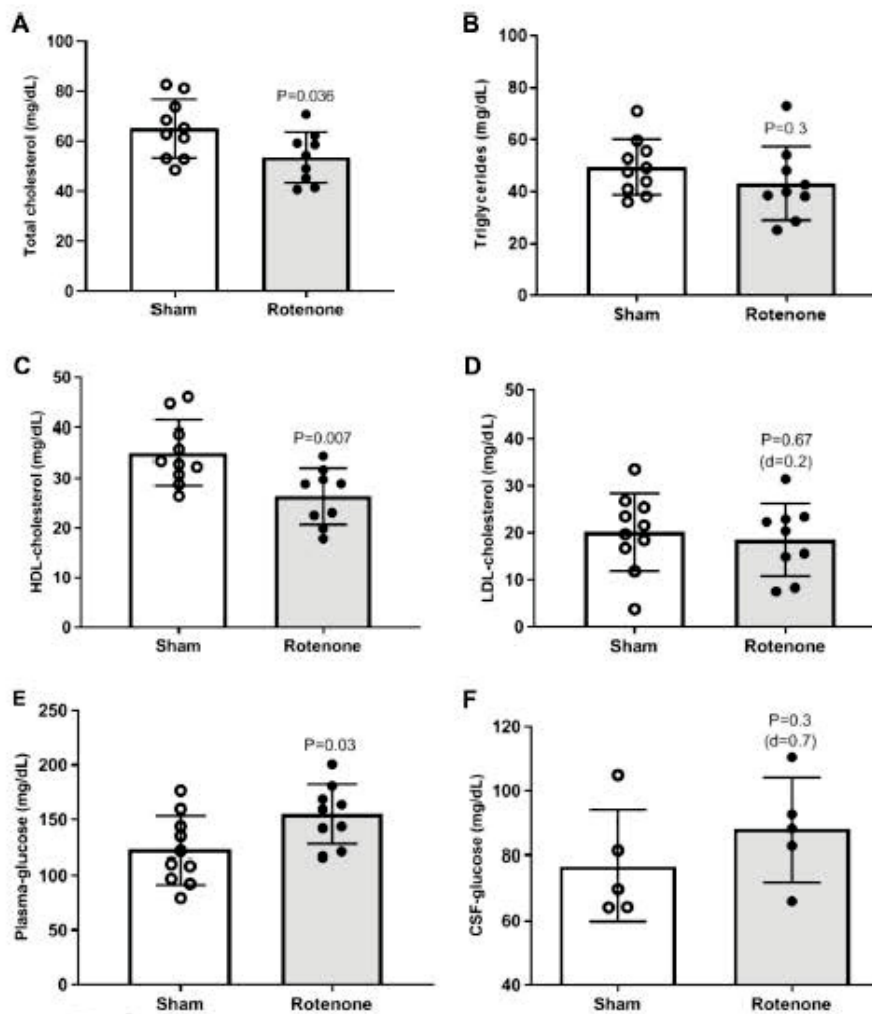 A
Total cholesterol (mg/dL)
100
80
60
40
20
0
P=0.036
Sham
Rotenone
B
Triglycerides (mg/dL)
100
80
60
40
20
0
P=0.3
Sham
Rotenone
C
HDL-cholesterol (mg/dL)
50
40
30
20
10
0
P=0.007
Sham
Rotenone
D
LDL-cholesterol (mg/dL)
50
40
30
20
10
0
P=0.67
(d=0.2)
Sham
Rotenone
E
Plasma-glucose (mg/dL)
250
200
150
100
50
0
P=0.03
Sham
Rotenone
F
CSF-glucose (mg/dL)
120
100
80
60
40
P=0.3
(d=0.7)
Sham
Rotenone